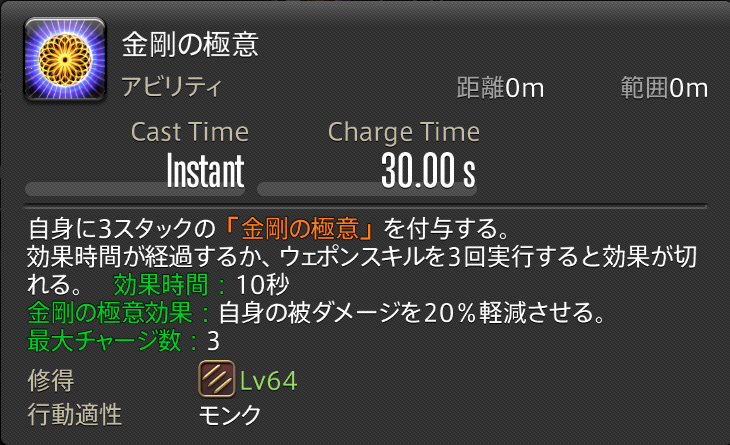 金剛の極意
アビリティ 距離0m 範囲0m
Cast Time Charge Time
Instant 30.00 s
自身に3スタックの「金剛の極意」を付与する。
効果時間が経過するか、ウェポンスキルを3回実行すると効果が切
れる。 効果時間：10秒
金剛の極意効果：自身の被ダメージを20％軽減させる。
最大チャージ数：3
修得 Lv64
行動適性 モンク